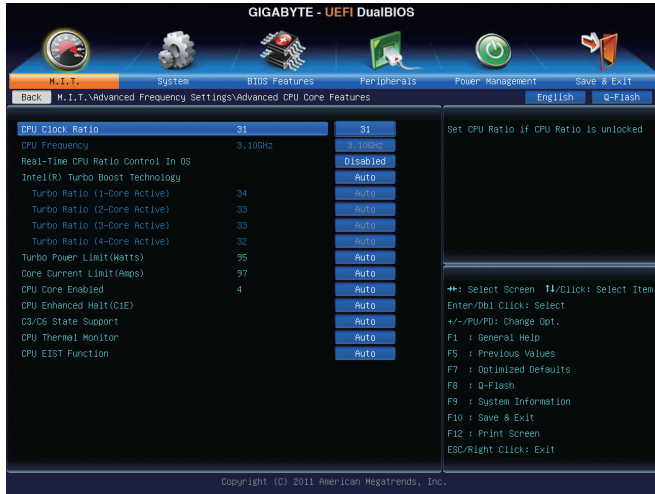 GIGABYTE - UEFI DualBIOS
M.I.T. System BIOS Features Peripherals Power Management Save & Exit
Back M.I.T.\Advanced Frequency Settings\Advanced CPU Core Features English Q-Flash
CPU Clock Ratio 31 31
CPU Frequency 3.10GHz 3.10GHz
Real-Time CPU Ratio Control In OS Disabled
Intel(R) Turbo Boost Technology Auto
Turbo Ratio (1-Core Active) 34 Auto
Turbo Ratio (2-Core Active) 33 Auto
Turbo Ratio (3-Core Active) 33 Auto
Turbo Ratio (4-Core Active) 32 Auto
Turbo Power Limit(Watts) 95 Auto
Core Current Limit(Amps) 97 Auto
CPU Core Enabled 4 Auto
CPU Enhanced Halt(C1E) Auto
C3/C6 State Support Auto
CPU Thermal Monitor Auto
CPU EIST Function Auto
Set CPU Ratio if CPU Ratio is unlocked
→←: Select Screen ↑↓/Click: Select Item
Enter/Dbl Click: Select
+/-/PU/PD: Change Opt.
F1 : General Help
F5 : Previous Values
F7 : Optimized Defaults
F8 : Q-Flash
F9 : System Information
F10 : Save & Exit
F12 : Print Screen
ESC/Right Click: Exit
Copyright (C) 2011 American Megatrends, Inc.